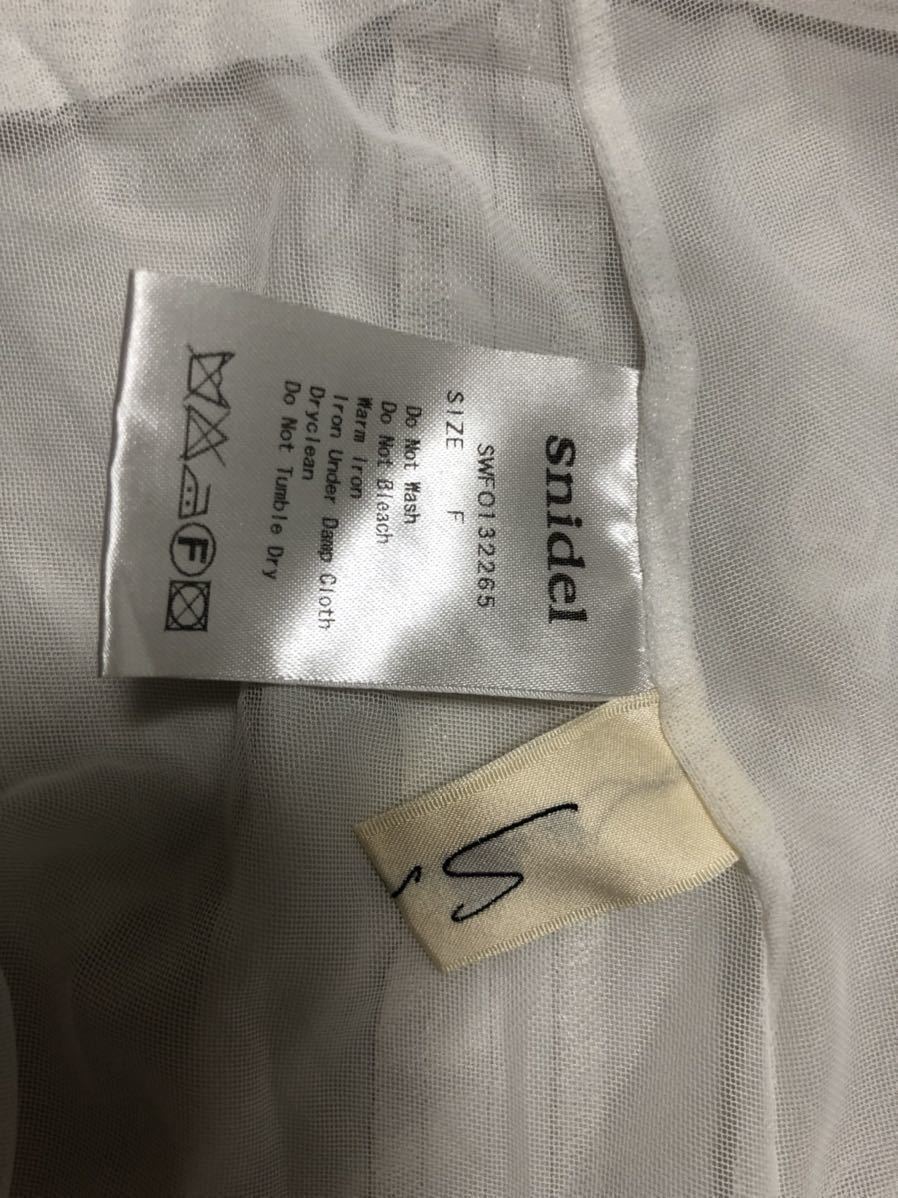 snidel
SWFO132265
SIZE F
Do Not Wash
Do Not Bleach
Warm Iron
Iron Under Damp Cloth
Dryclean
Do Not Tumble Dry
F
S
s